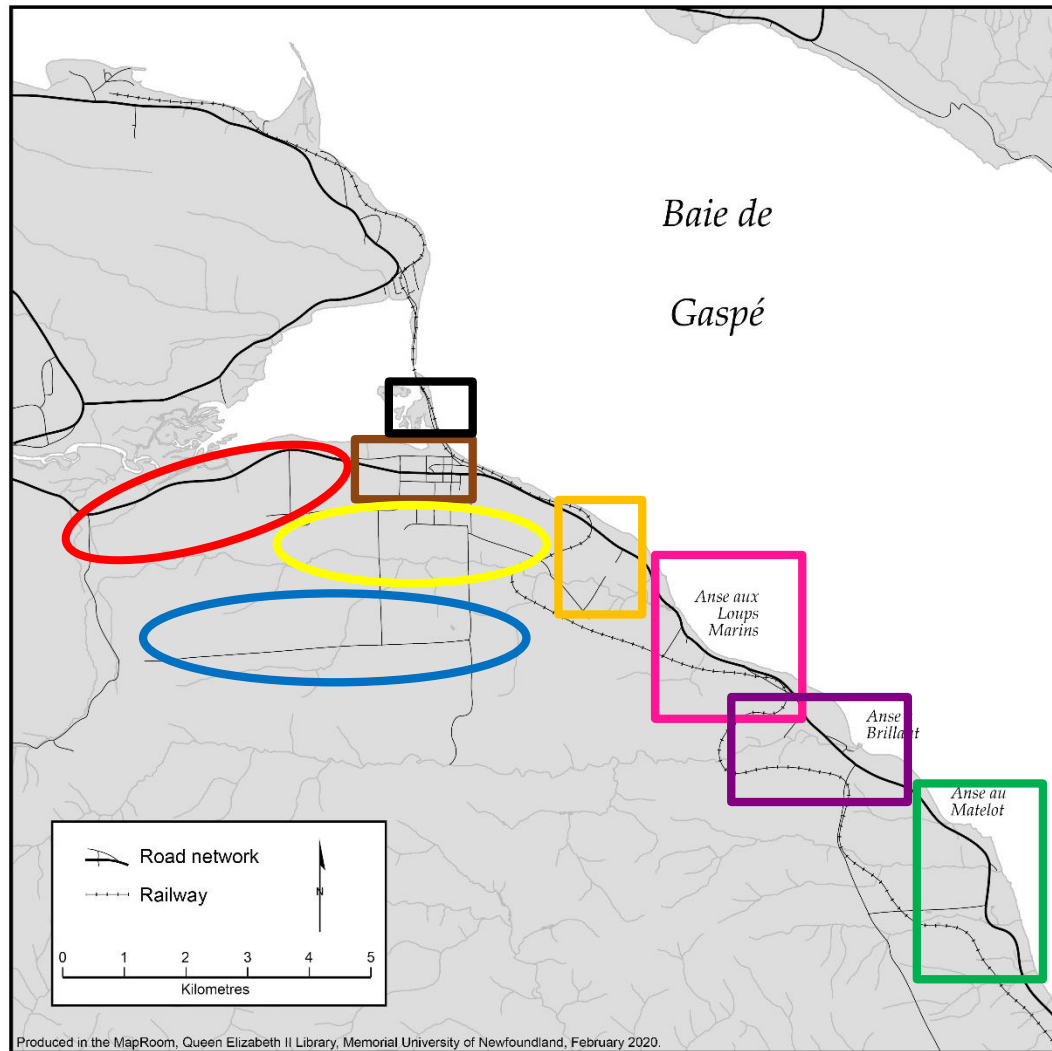 Baie de
Gaspé
Anse aux
Loups
Marins
Anse à
Brillant
Anse au
Matelot
Road network
Railway
N
0 1 2 3 4 5
Kilometres
Produced in the MapRoom, Queen Elizabeth II Library, Memorial University of Newfoundland, February 2020.